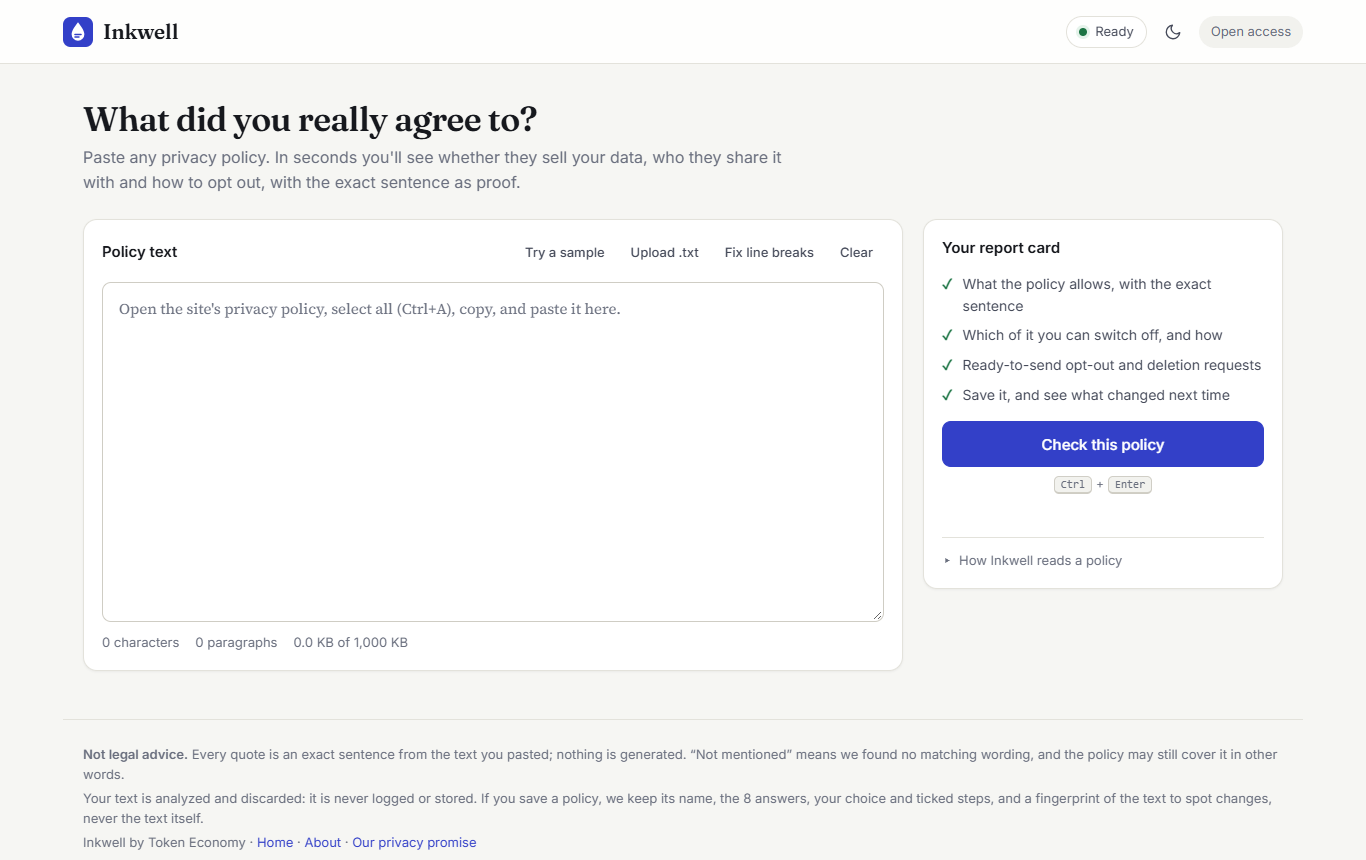 Inkwell
Ready
Open access
What did you really agree to?
Paste any privacy policy. In seconds you'll see whether they sell your data, who they share it
with and how to opt out, with the exact sentence as proof.
Policy text
Try a sample
Upload .txt
Fix line breaks
Clear
Open the site's privacy policy, select all (Ctrl+A), copy, and paste it here.
0 characters
0 paragraphs
0.0 KB of 1,000 KB
Your report card
✓ What the policy allows, with the exact
sentence
✓ Which of it you can switch off, and how
✓ Ready-to-send opt-out and deletion requests
✓ Save it, and see what changed next time
Check this policy
Ctrl + Enter
▸ How Inkwell reads a policy
Not legal advice. Every quote is an exact sentence from the text you pasted; nothing is generated. “Not mentioned” means we found no matching wording, and the policy may still cover it in other
words.
Your text is analyzed and discarded: it is never logged or stored. If you save a policy, we keep its name, the 8 answers, your choice and ticked steps, and a fingerprint of the text to spot changes,
never the text itself.
Inkwell by Token Economy · Home · About · Our privacy promise